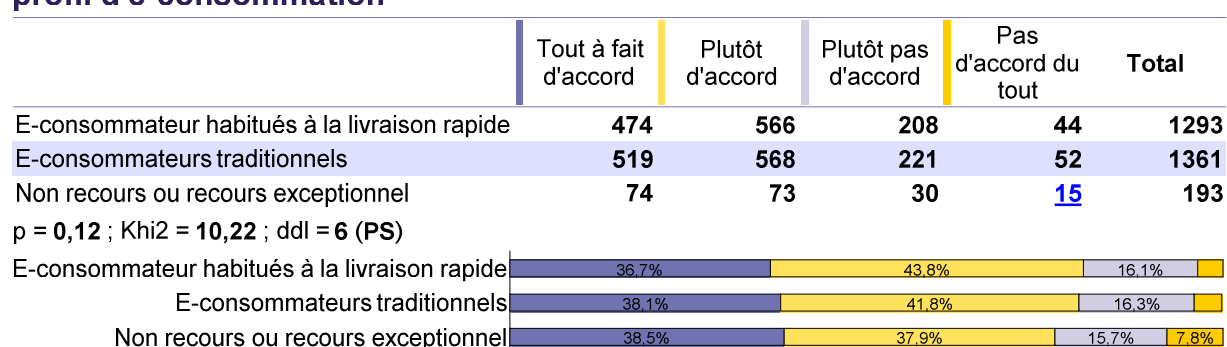 profil d'e-consommation
Tout à fait d'accord
Plutôt d'accord
Plutôt pas d'accord
Pas d'accord du tout
Total
E-consommateur habitués à la livraison rapide 474 566 208 44 1293
E-consommateurs traditionnels 519 568 221 52 1361
Non recours ou recours exceptionnel 74 73 30 15 193
p = 0,12 ; Khi2 = 10,22 ; ddl = 6 (PS)
E-consommateur habitués à la livraison rapide 36,7% 43,8% 16,1%
E-consommateurs traditionnels 38,1% 41,8% 16,3%
Non recours ou recours exceptionnel 38,5% 37,9% 15,7% 7,8%